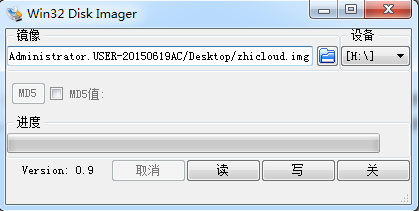 Win32 Disk Imager
镜像 设备
Administrator.USER-20150619AC/Desktop/zhicloud.img [H:\]
MD5 MD5值:
进度
Version: 0.9 取消 读 写 关